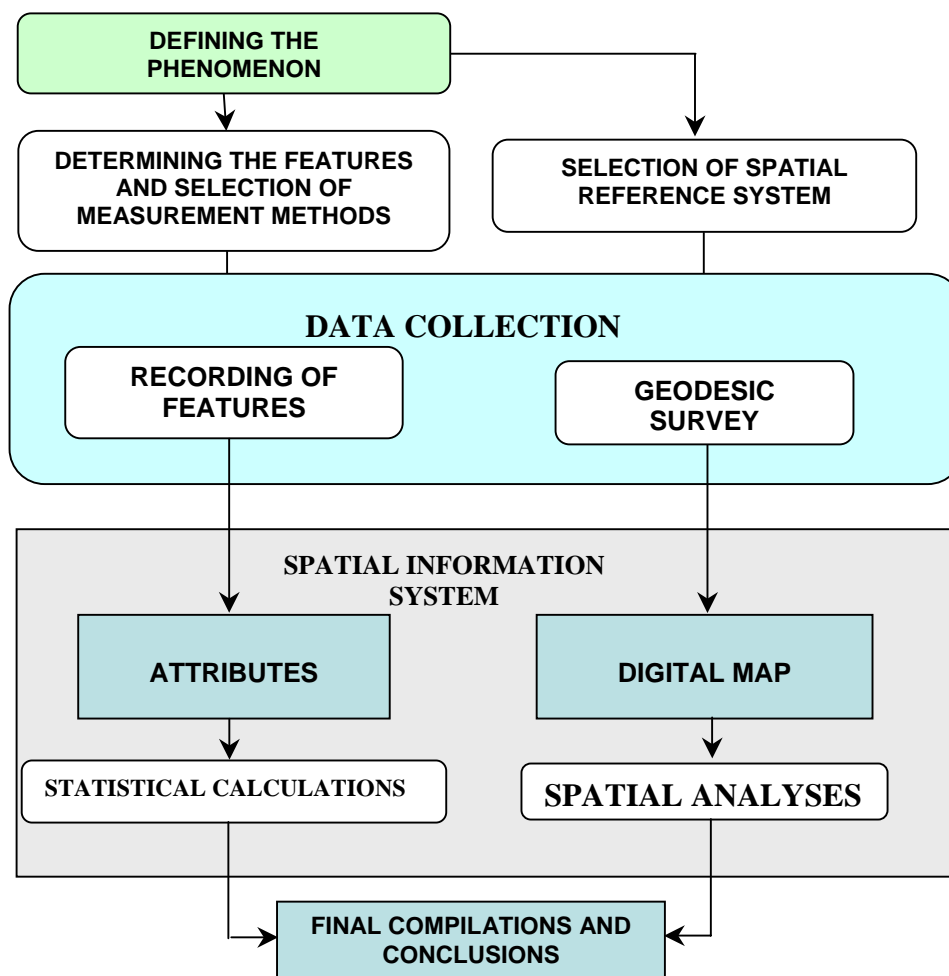 DEFINING THE
PHENOMENON
DETERMINING THE FEATURES
AND SELECTION OF
MEASUREMENT METHODS
SELECTION OF SPATIAL
REFERENCE SYSTEM
DATA COLLECTION
RECORDING OF
FEATURES
GEODESIC
SURVEY
SPATIAL INFORMATION
SYSTEM
ATTRIBUTES
DIGITAL MAP
STATISTICAL CALCULATIONS
SPATIAL ANALYSES
FINAL COMPILATIONS AND
CONCLUSIONS